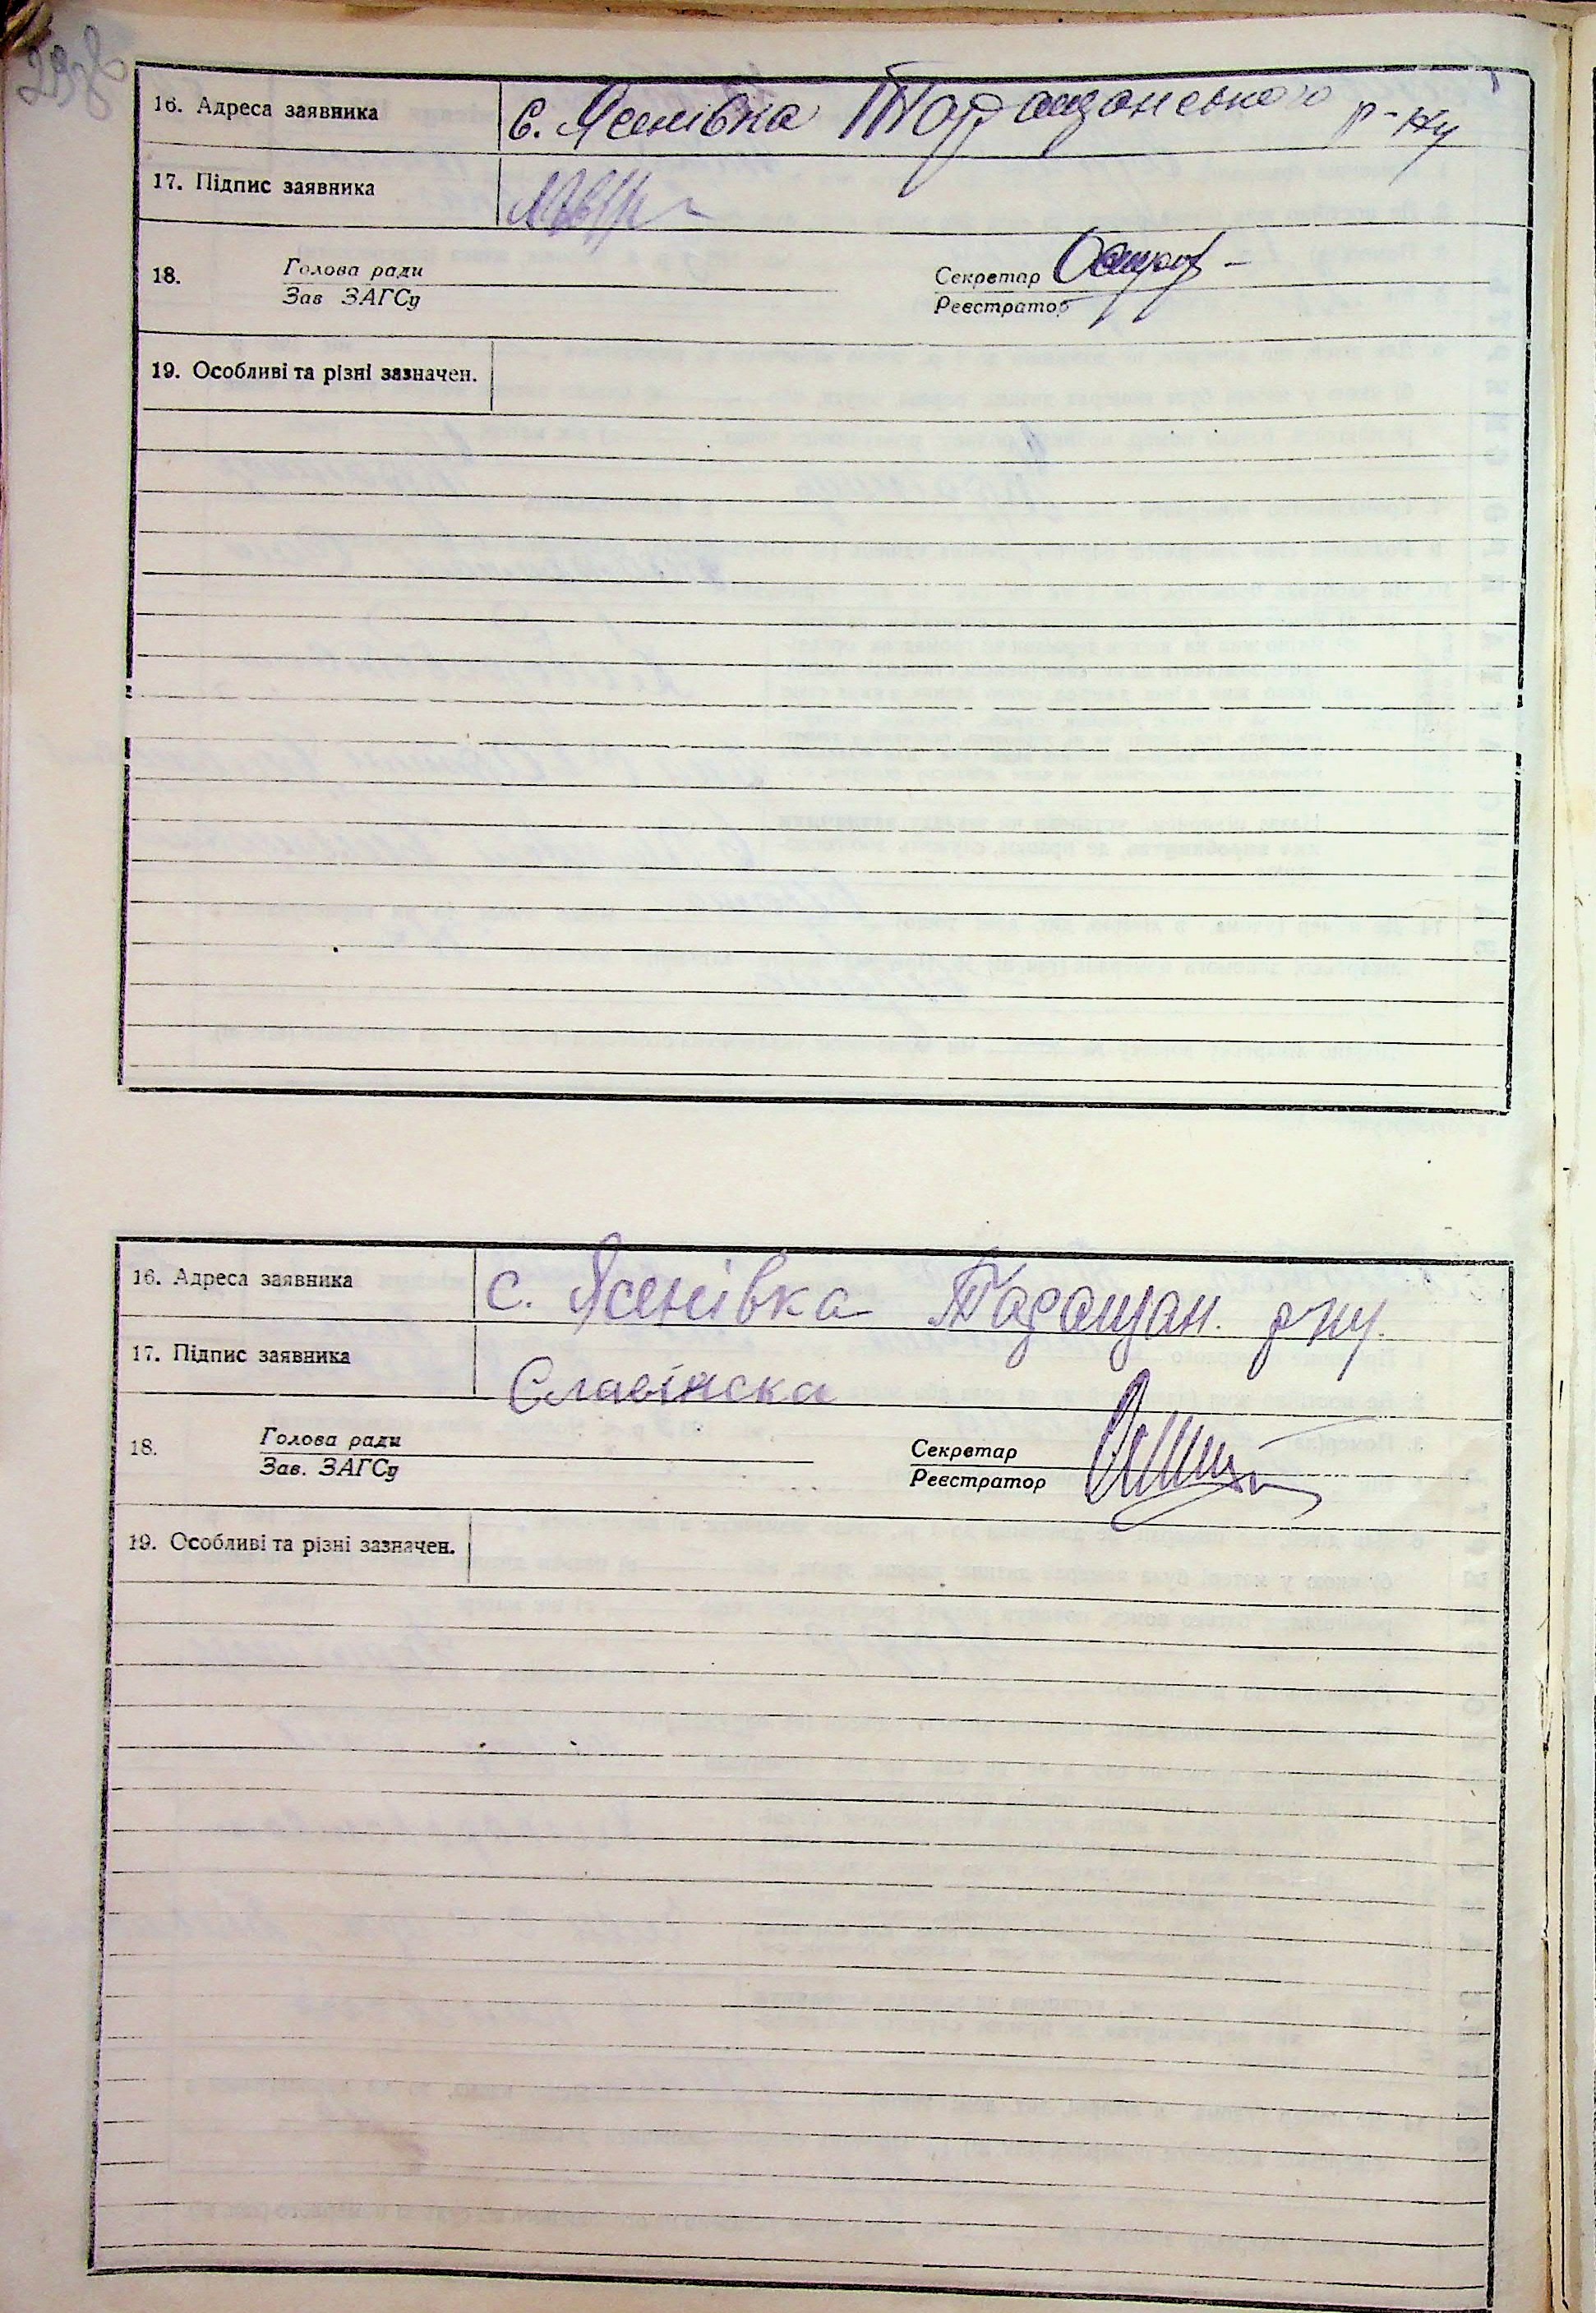 16. Адреса заявника с. Ясенівка Таращанського р-ну
17. Підпис заявника
18. Голова ради Секретар
Зав ЗАГСу Реєстратор
19. Особливі та різні зазначен.
16. Адреса заявника с. Ясенівка Таращан. р-ну.
17. Підпис заявника Славінска
18. Голова ради Секретар
Зав. ЗАГСу Реєстратор
19. Особливі та різні зазначен.